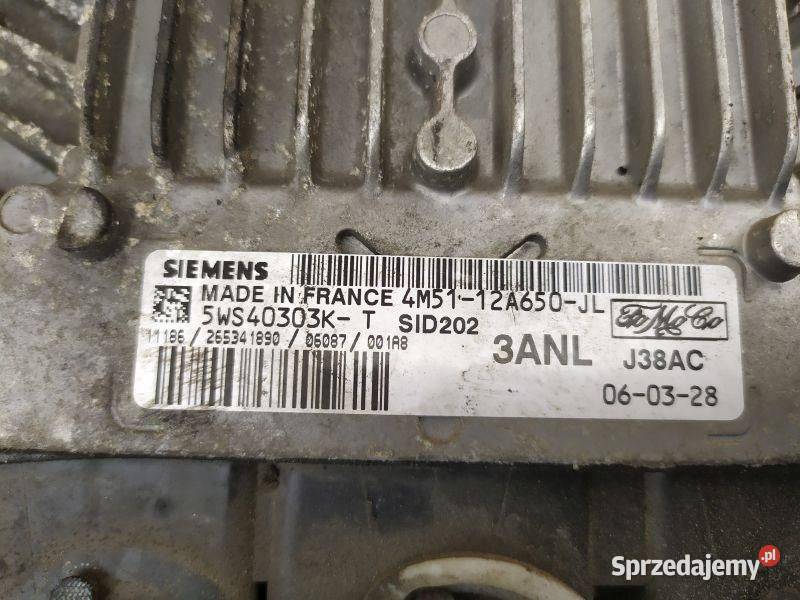 SIEMENS
MADE IN FRANCE 4M51-12A650-JL
5WS40303K-T SID202
FoMoCo
11186/265341890/06087/001A8
3ANL J38AC
06-03-28
Sprzedajemy.pl